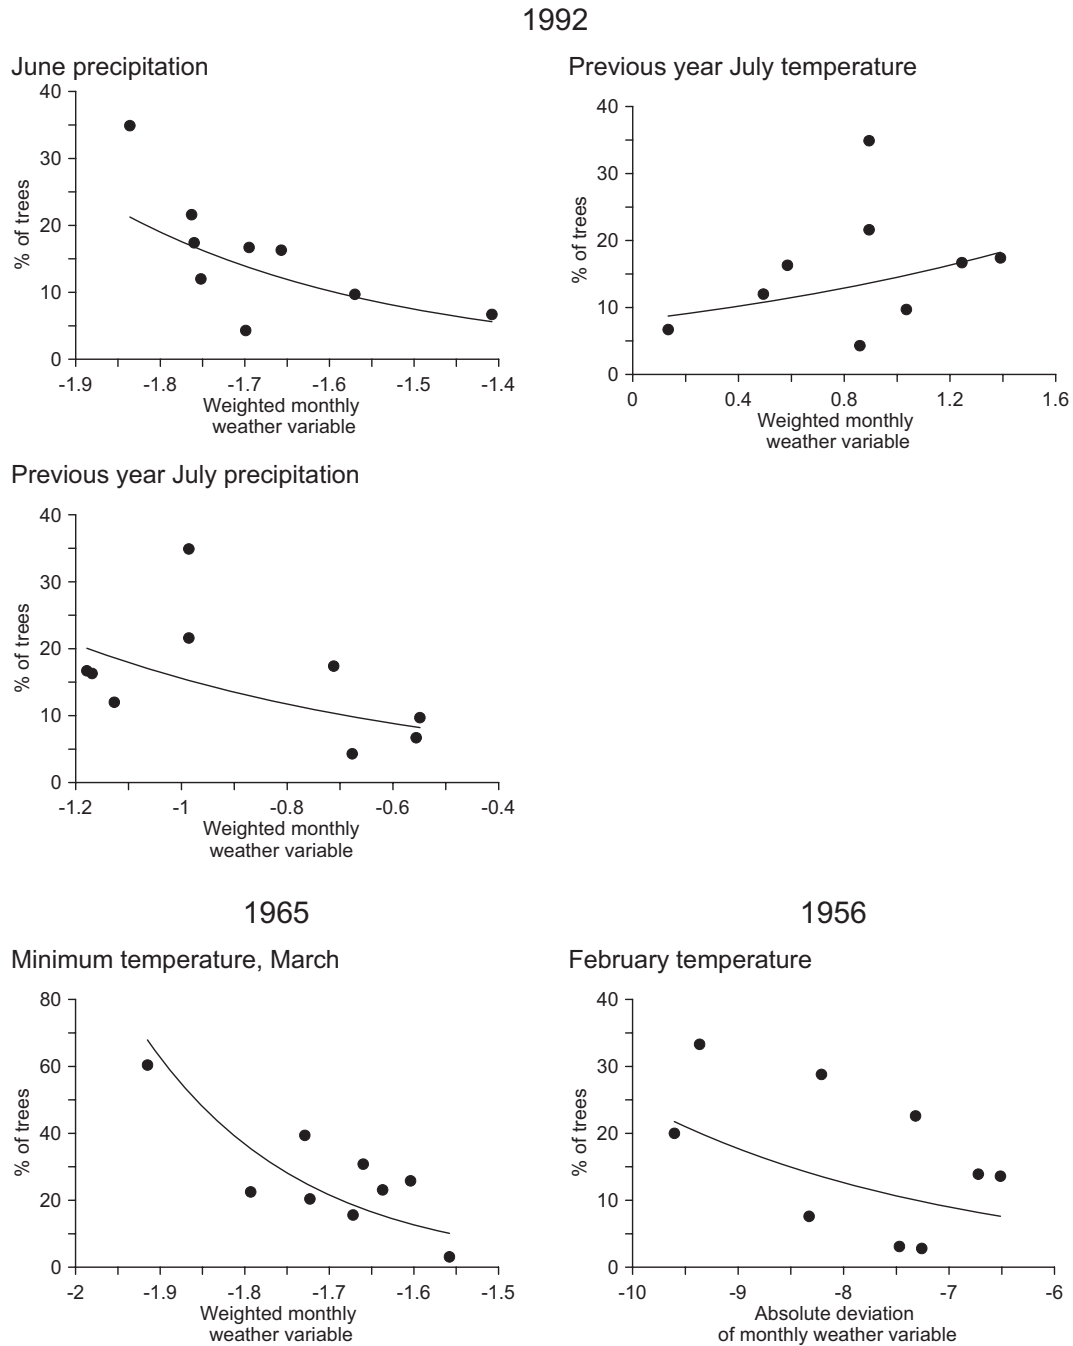 1992
June precipitation
40
30
20
10
0
% of trees
-1.9 -1.8 -1.7 -1.6 -1.5 -1.4
Weighted monthly
weather variable
Previous year July temperature
40
30
20
10
0
% of trees
0 0.4 0.8 1.2 1.6
Weighted monthly
weather variable
Previous year July precipitation
40
30
20
10
0
% of trees
-1.2 -1 -0.8 -0.6 -0.4
Weighted monthly
weather variable
1965
Minimum temperature, March
80
60
40
20
0
% of trees
-2 -1.9 -1.8 -1.7 -1.6 -1.5
Weighted monthly
weather variable
1956
February temperature
40
30
20
10
0
% of trees
-10 -9 -8 -7 -6
Absolute deviation
of monthly weather variable